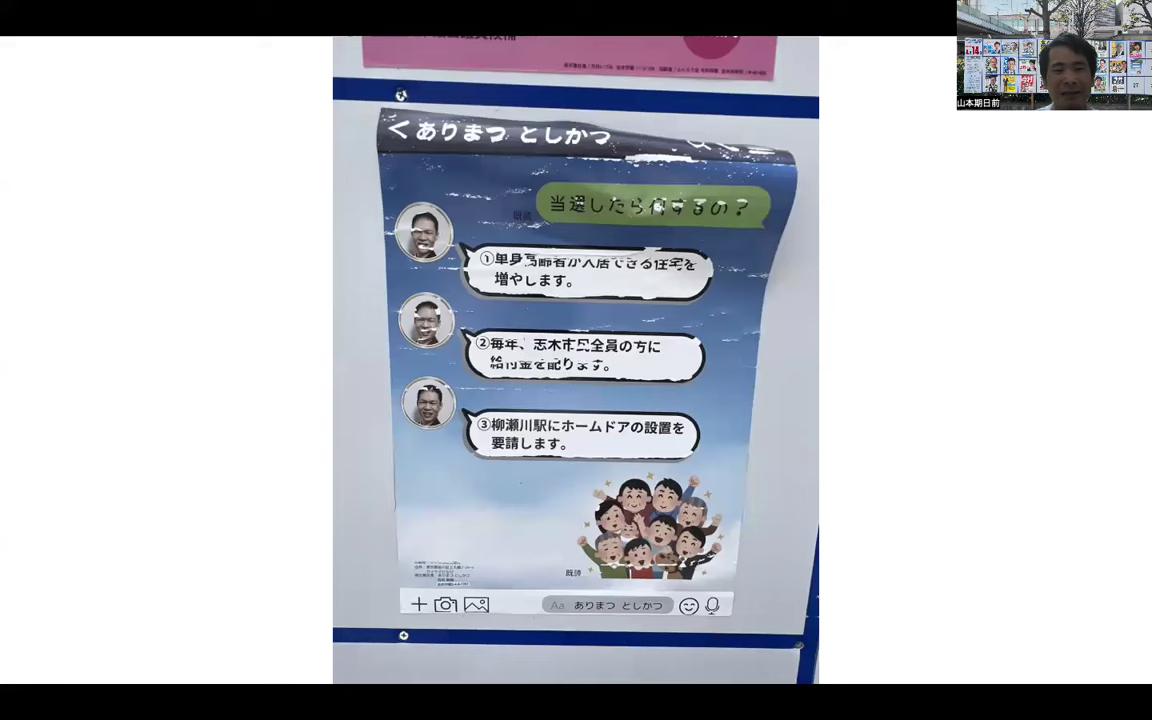 山本期日前
く ありまつ としかつ
当選したら何するの？
既読
①単身高齢者が入居できる住宅を
増やします。
②毎年、志木市民全員の方に
給付金を配ります。
③柳瀬川駅にホームドアの設置を
要請します。
既読
Aa ありまつ としかつ